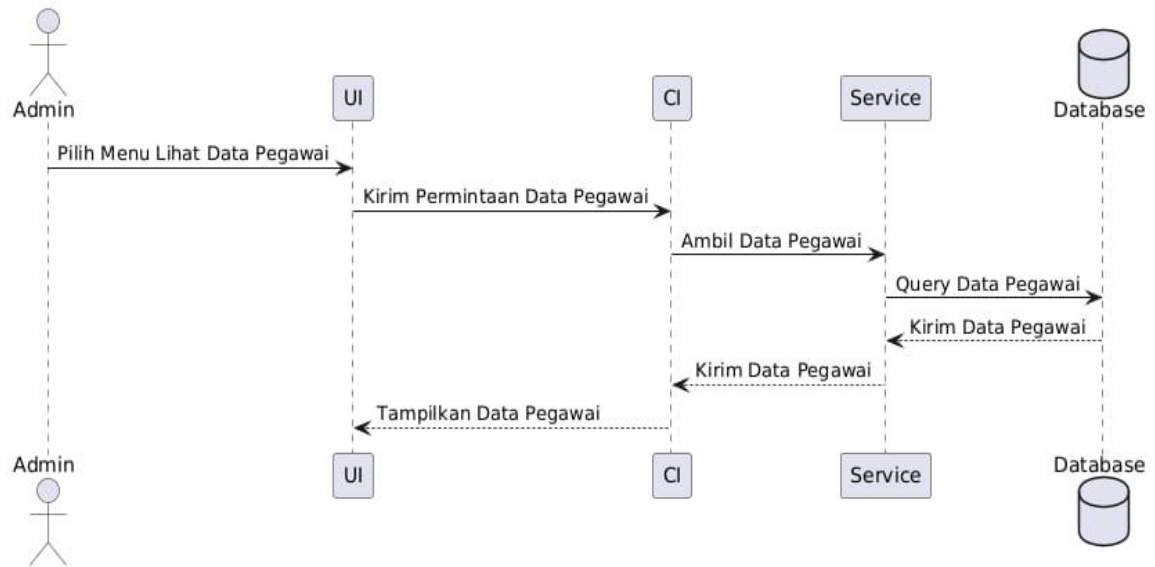 Admin
UI
CI
Service
Database
Pilih Menu Lihat Data Pegawai
Kirim Permintaan Data Pegawai
Ambil Data Pegawai
Query Data Pegawai
Kirim Data Pegawai
Kirim Data Pegawai
Tampilkan Data Pegawai
Admin
UI
CI
Service
Database